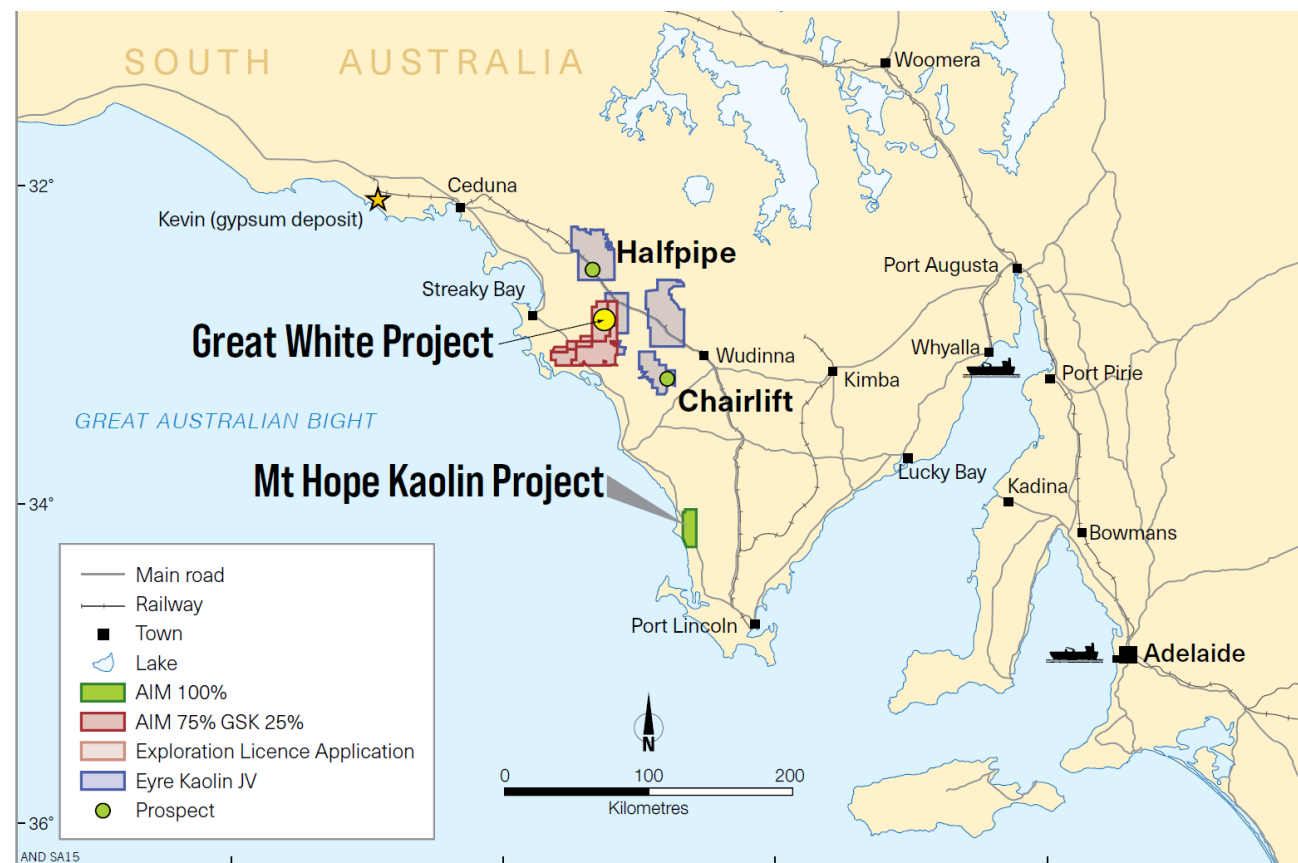 SOUTH AUSTRALIA
Woomera
32°
Ceduna
Kevin (gypsum deposit)
Halfpipe
Port Augusta
Streaky Bay
Great White Project
Wudinna
Whyalla
Kimba
Port Pirie
Chairlift
GREAT AUSTRALIAN BIGHT
Mt Hope Kaolin Project
Lucky Bay
Kadina
34°
Bowmans
Port Lincoln
Adelaide
Main road
Railway
Town
Lake
AIM 100%
AIM 75% GSK 25%
Exploration Licence Application
Eyre Kaolin JV
Prospect
N
0 100 200
Kilometres
36°
AND SA15